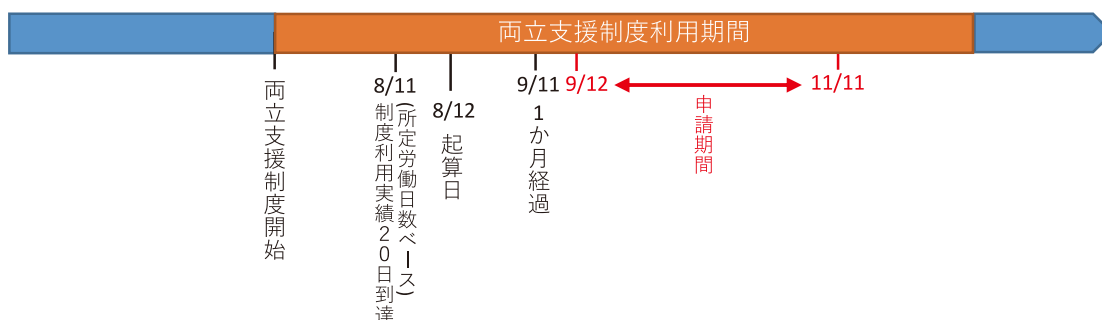 両立支援制度利用期間
両立支援制度開始
8/11
制度利用実績20日到達
(所定労働日数ベース)
8/12
起算日
9/11
1か月経過
9/12
申請期間
11/11